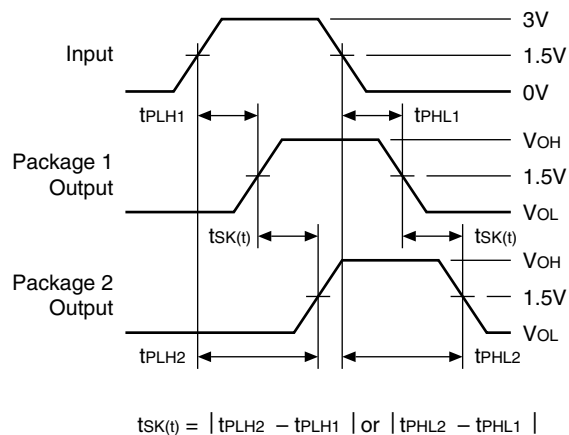 3V
Input 1.5V
0V
tPLH1 tPHL1
VOH
Package 1
Output 1.5V
VOL
tSK(t) tSK(t)
VOH
Package 2
Output 1.5V
VOL
tPLH2 tPHL2
tSK(t) = | tPLH2 – tPLH1 | or | tPHL2 – tPHL1 |